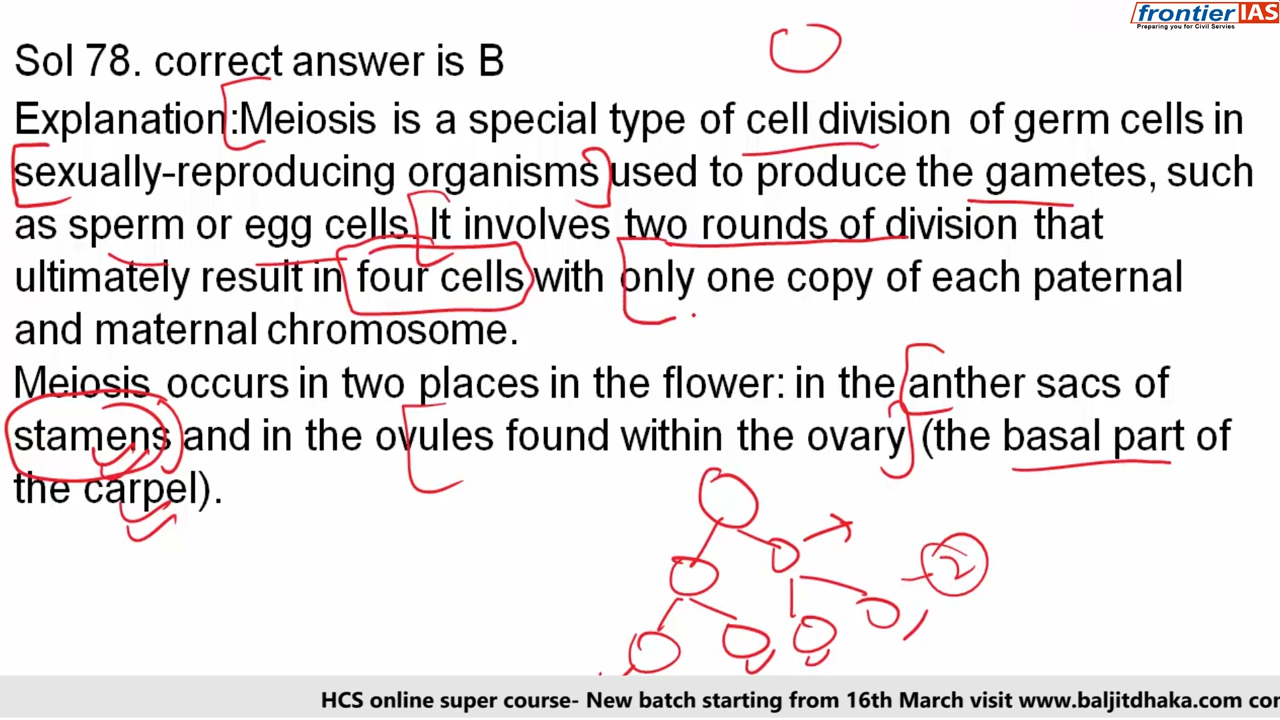 frontier IAS
Preparing you for Civil Servies
Sol 78. correct answer is B
Explanation:Meiosis is a special type of cell division of germ cells in
sexually-reproducing organisms used to produce the gametes, such
as sperm or egg cells. It involves two rounds of division that
ultimately result in four cells with only one copy of each paternal
and maternal chromosome.
Meiosis occurs in two places in the flower: in the anther sacs of
stamens and in the ovules found within the ovary (the basal part of
the carpel).
2
HCS online super course- New batch starting from 16th March visit www.baljitdhaka.com con